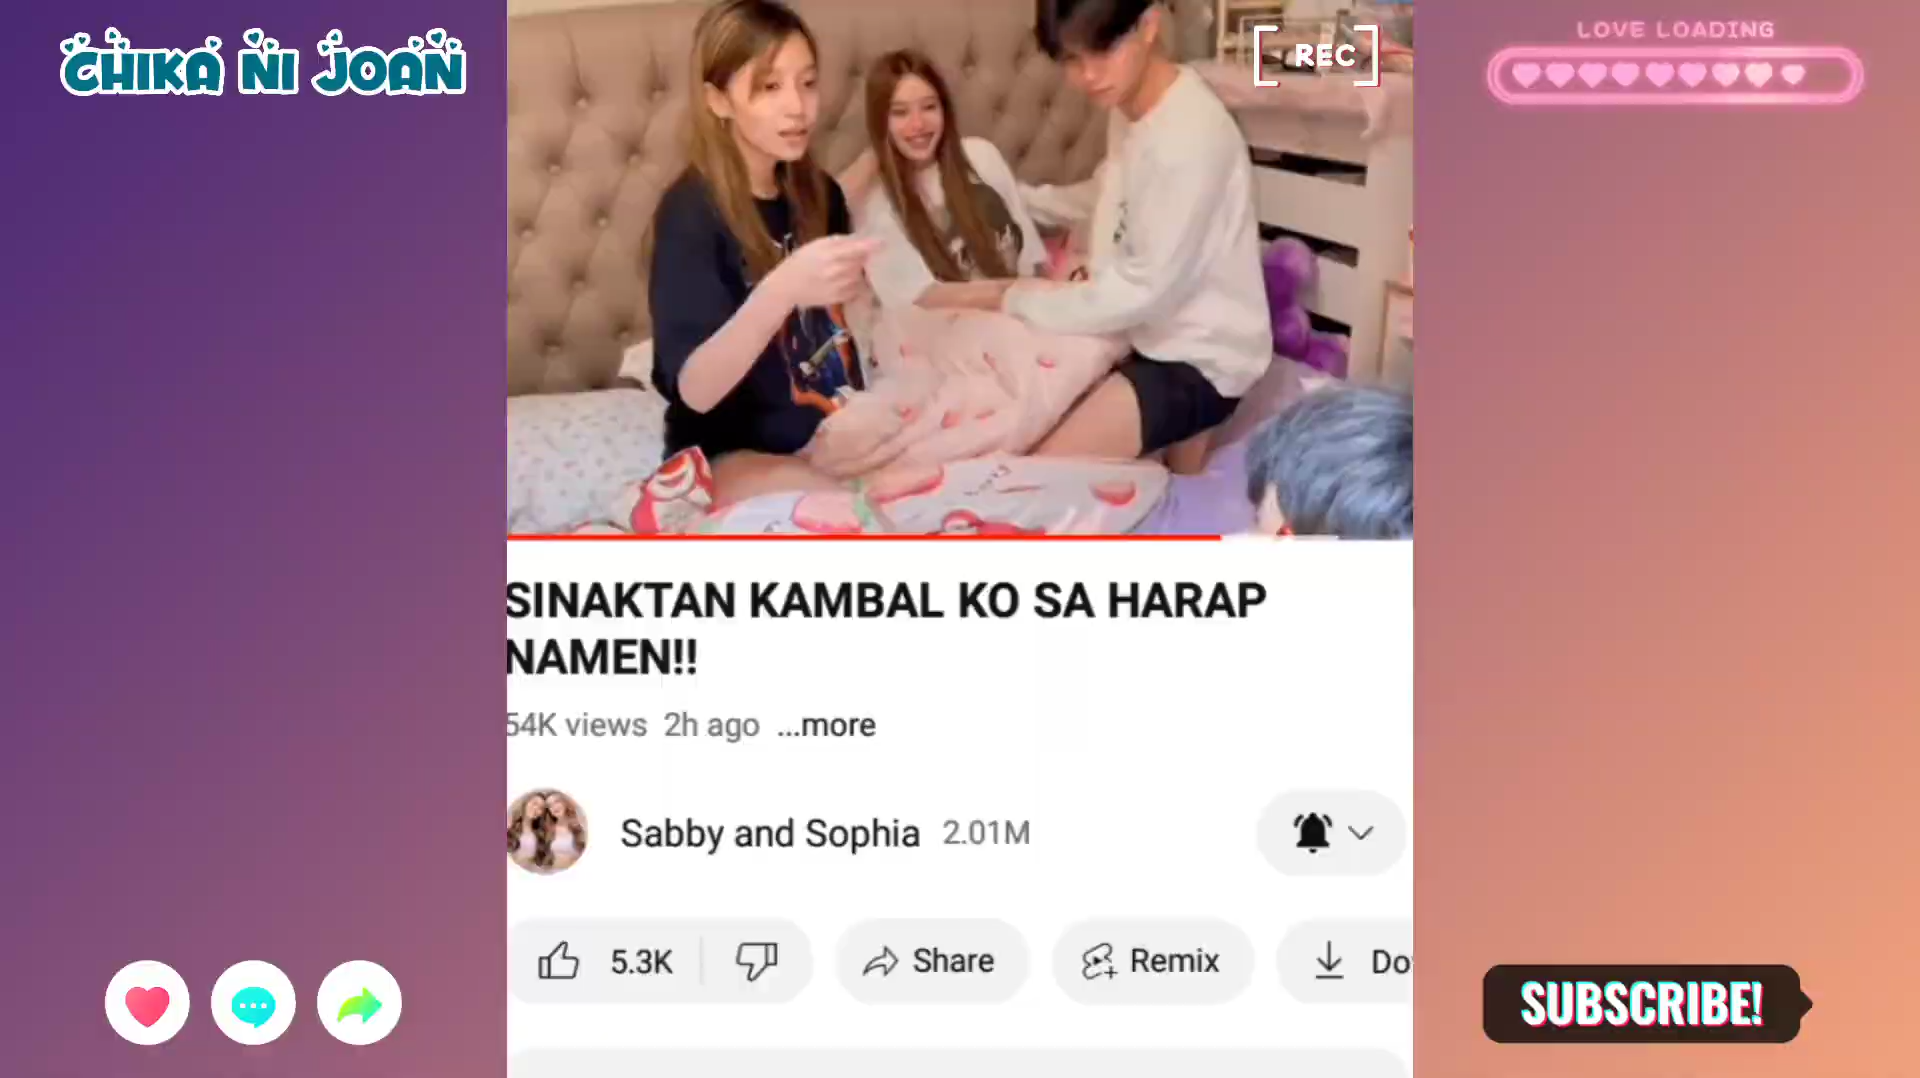 CHIKA NI JOAN
REC
LOVE LOADING
SINAKTAN KAMBAL KO SA HARAP
NAMEN!!
54K views 2h ago ...more
Sabby and Sophia 2.01M
5.3K
Share
Remix
Do
SUBSCRIBE!